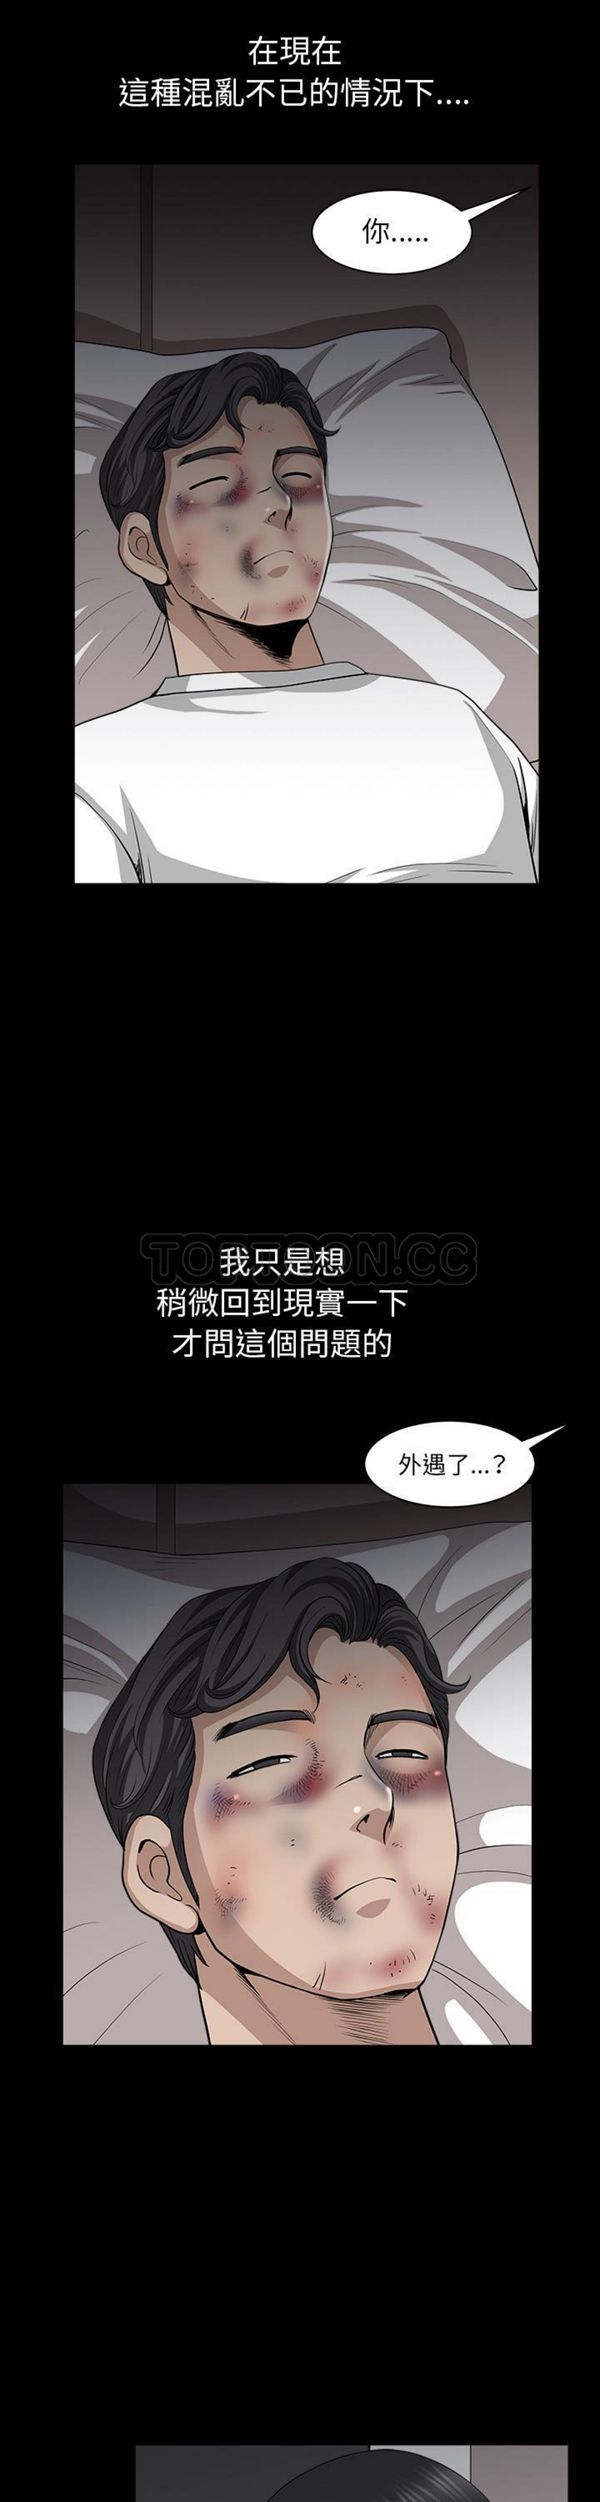 在現在
這種混亂不已的情況下....
你.....
TOPTOON.CC
我只是想
稍微回到現實一下
才問這個問題的
外遇了...？